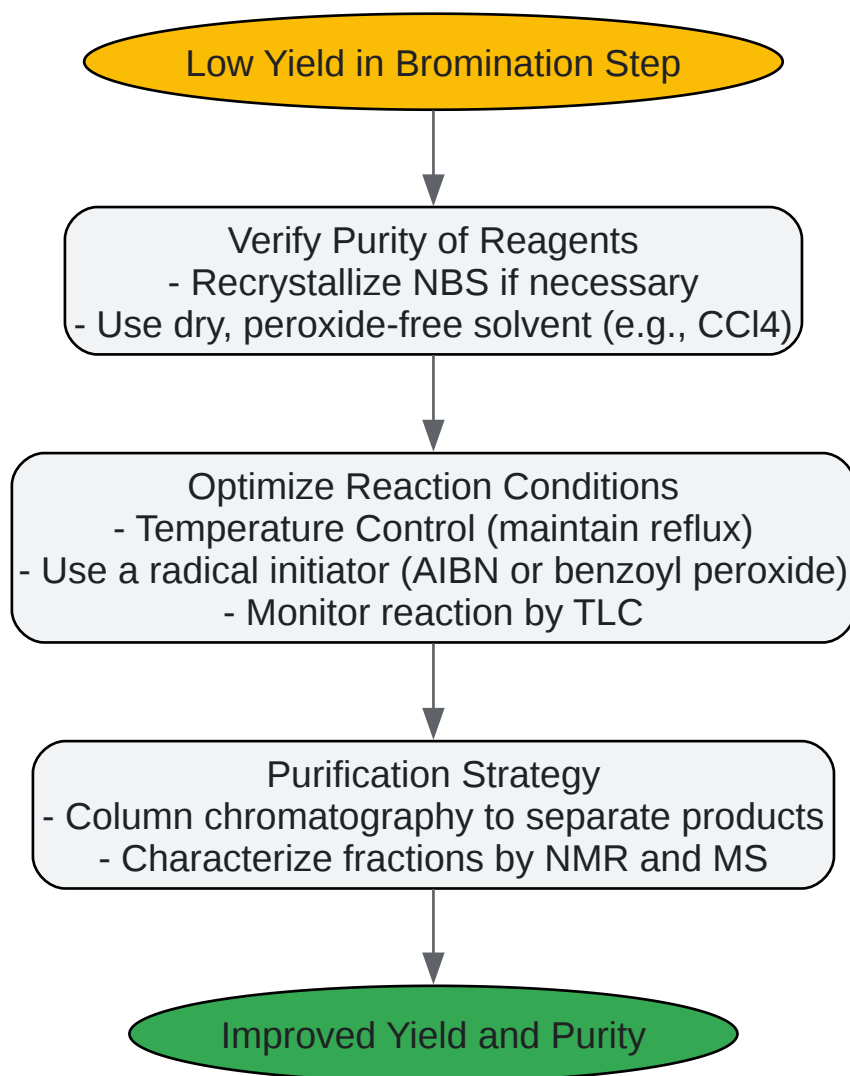 Low Yield in Bromination Step
Verify Purity of Reagents
- Recrystallize NBS if necessary
- Use dry, peroxide-free solvent (e.g., CCl4)
Optimize Reaction Conditions
- Temperature Control (maintain reflux)
- Use a radical initiator (AIBN or benzoyl peroxide)
- Monitor reaction by TLC
Purification Strategy
- Column chromatography to separate products
- Characterize fractions by NMR and MS
Improved Yield and Purity